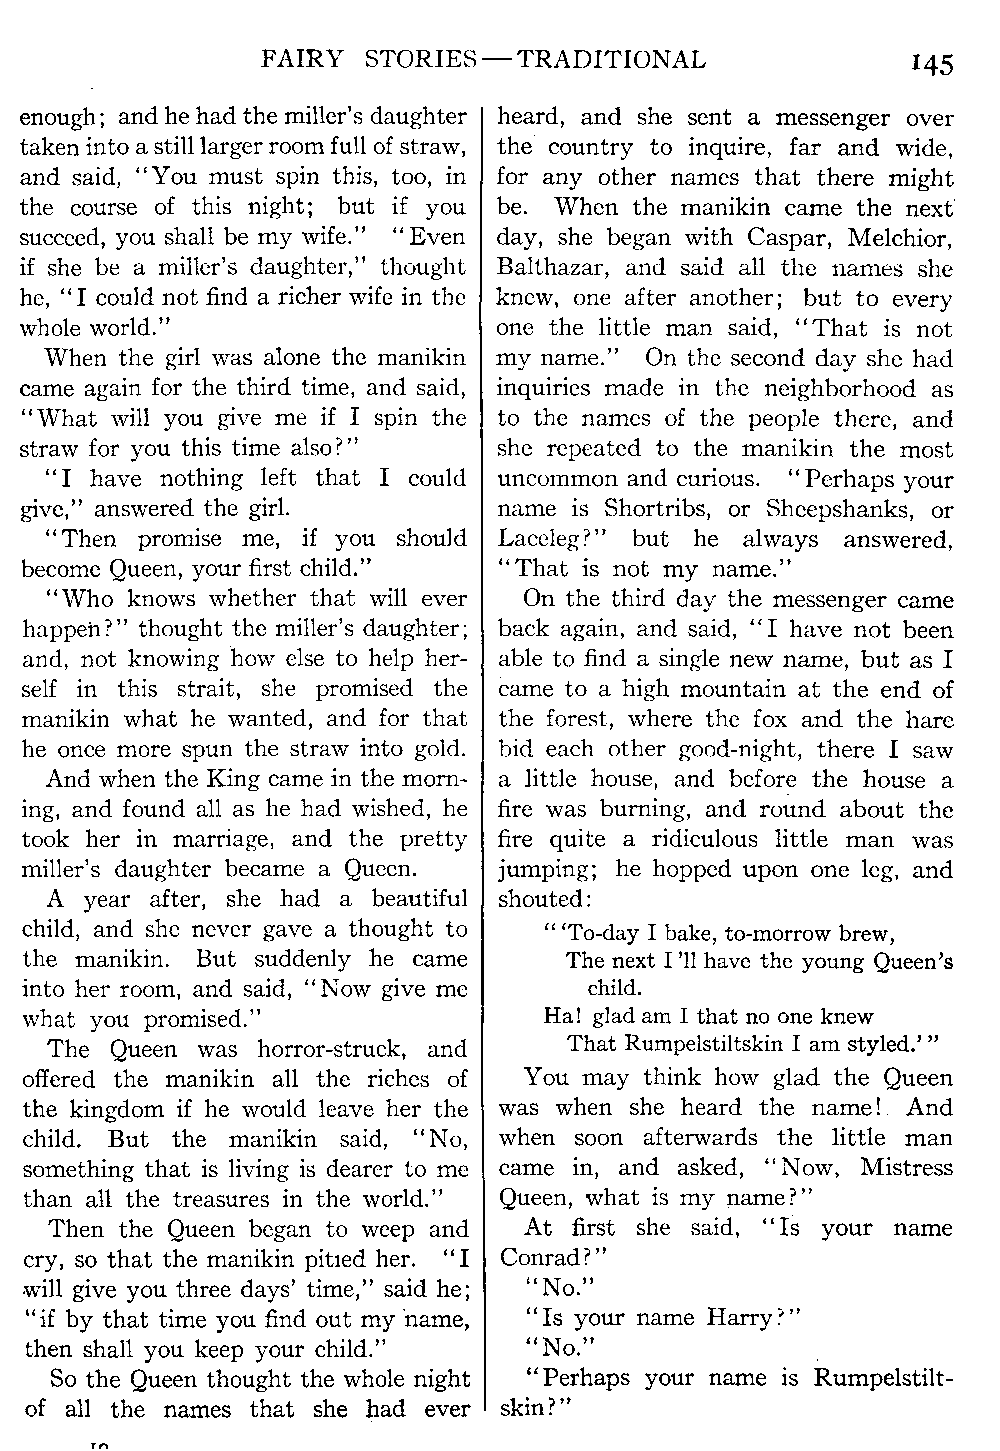 FAIRY STORIES—TRADITIONAL 145
enough; and he had the miller's daughter
taken into a still larger room full of straw,
and said, "You must spin this, too, in
the course of this night; but if you
succeed, you shall be my wife." "Even
if she be a miller's daughter," thought
he, "I could not find a richer wife in the
whole world."
When the girl was alone the manikin
came again for the third time, and said,
"What will you give me if I spin the
straw for you this time also?"
"I have nothing left that I could
give," answered the girl.
"Then promise me, if you should
become Queen, your first child."
"Who knows whether that will ever
happen?" thought the miller's daughter;
and, not knowing how else to help her-
self in this strait, she promised the
manikin what he wanted, and for that
he once more spun the straw into gold.
And when the King came in the morn-
ing, and found all as he had wished, he
took her in marriage, and the pretty
miller's daughter became a Queen.
A year after, she had a beautiful
child, and she never gave a thought to
the manikin. But suddenly he came
into her room, and said, "Now give me
what you promised."
The Queen was horror-struck, and
offered the manikin all the riches of
the kingdom if he would leave her the
child. But the manikin said, "No,
something that is living is dearer to me
than all the treasures in the world."
Then the Queen began to weep and
cry, so that the manikin pitied her. "I
will give you three days' time," said he;
"if by that time you find out my name,
then shall you keep your child."
So the Queen thought the whole night
of all the names that she had ever
heard, and she sent a messenger over
the country to inquire, far and wide,
for any other names that there might
be. When the manikin came the next
day, she began with Caspar, Melchior,
Balthazar, and said all the names she
knew, one after another; but to every
one the little man said, "That is not
my name." On the second day she had
inquiries made in the neighborhood as
to the names of the people there, and
she repeated to the manikin the most
uncommon and curious. "Perhaps your
name is Shortribs, or Sheepshanks, or
Laceleg?" but he always answered,
"That is not my name."
On the third day the messenger came
back again, and said, "I have not been
able to find a single new name, but as I
came to a high mountain at the end of
the forest, where the fox and the hare
bid each other good-night, there I saw
a little house, and before the house a
fire was burning, and round about the
fire quite a ridiculous little man was
jumping; he hopped upon one leg, and
shouted:
"'To-day I bake, to-morrow brew,
The next I'll have the young Queen's
child.
Ha! glad am I that no one knew
That Rumpelstiltskin I am styled.'"
You may think how glad the Queen
was when she heard the name! And
when soon afterwards the little man
came in, and asked, "Now, Mistress
Queen, what is my name?"
At first she said, "Is your name
Conrad?"
"No."
"Is your name Harry?"
"No."
"Perhaps your name is Rumpelstilt-
skin?"